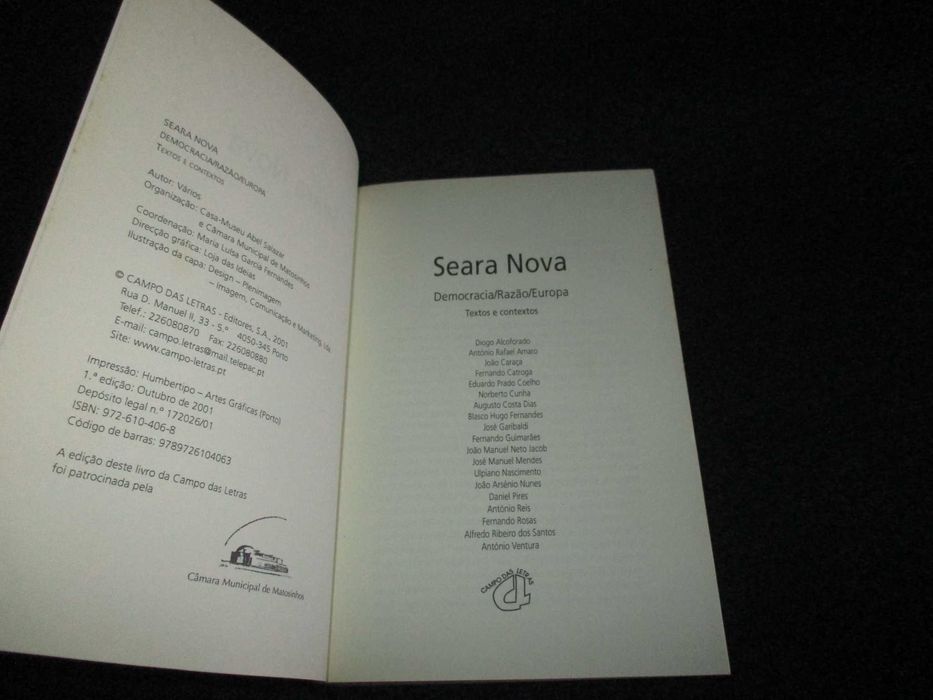 SEARA NOVA
DEMOCRACIA/RAZÃO/EUROPA
TEXTOS E CONTEXTOS
Autor: Vários
Organização: Casa-Museu Abel Salazar
e Câmara Municipal de Matosinhos
Coordenação: Maria Luísa Garcia Fernandes
Direcção gráfica: Loja das Ideias
Ilustração da capa: Design – Plenimagem
– Imagem, Comunicação e Marketing, Lda.
© CAMPO DAS LETRAS - Editores, S.A., 2001
Rua D. Manuel II, 33 - 5.º 4050-345 Porto
Telef.: 226080870 Fax: 226080880
E-mail: campo.letras@mail.telepac.pt
Site: www.campo-letras.pt
Impressão: Humbertipo – Artes Gráficas (Porto)
1.ª edição: Outubro de 2001
Depósito legal n.º 172026/01
ISBN: 972-610-406-8
Código de barras: 9789726104063
A edição deste livro da Campo das Letras
foi patrocinada pela
Câmara Municipal de Matosinhos
Seara Nova
Democracia/Razão/Europa
Textos e contextos
Diogo Alcoforado
António Rafael Amaro
João Caraça
Fernando Catroga
Eduardo Prado Coelho
Norberto Cunha
Augusto Costa Dias
Blasco Hugo Fernandes
José Garibaldi
Fernando Guimarães
João Manuel Neto Jacob
José Manuel Mendes
Ulpiano Nascimento
João Arsénio Nunes
Daniel Pires
António Reis
Fernando Rosas
Alfredo Ribeiro dos Santos
António Ventura
CAMPO DAS LETRAS